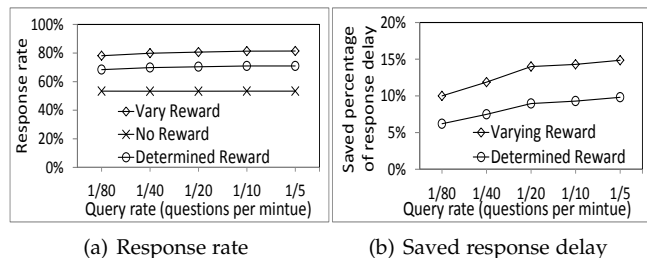 100%
80%
60%
40%
20%
0%
Response rate
Vary Reward
No Reward
Determined Reward
1/80 1/40 1/20 1/10 1/5
Query rate (questions per mintue)
(a) Response rate
20%
15%
10%
5%
0%
Saved percentage
of response delay
Varying Reward
Determined Reward
1/80 1/40 1/20 1/10 1/5
Query rate (questions per mintue)
(b) Saved response delay